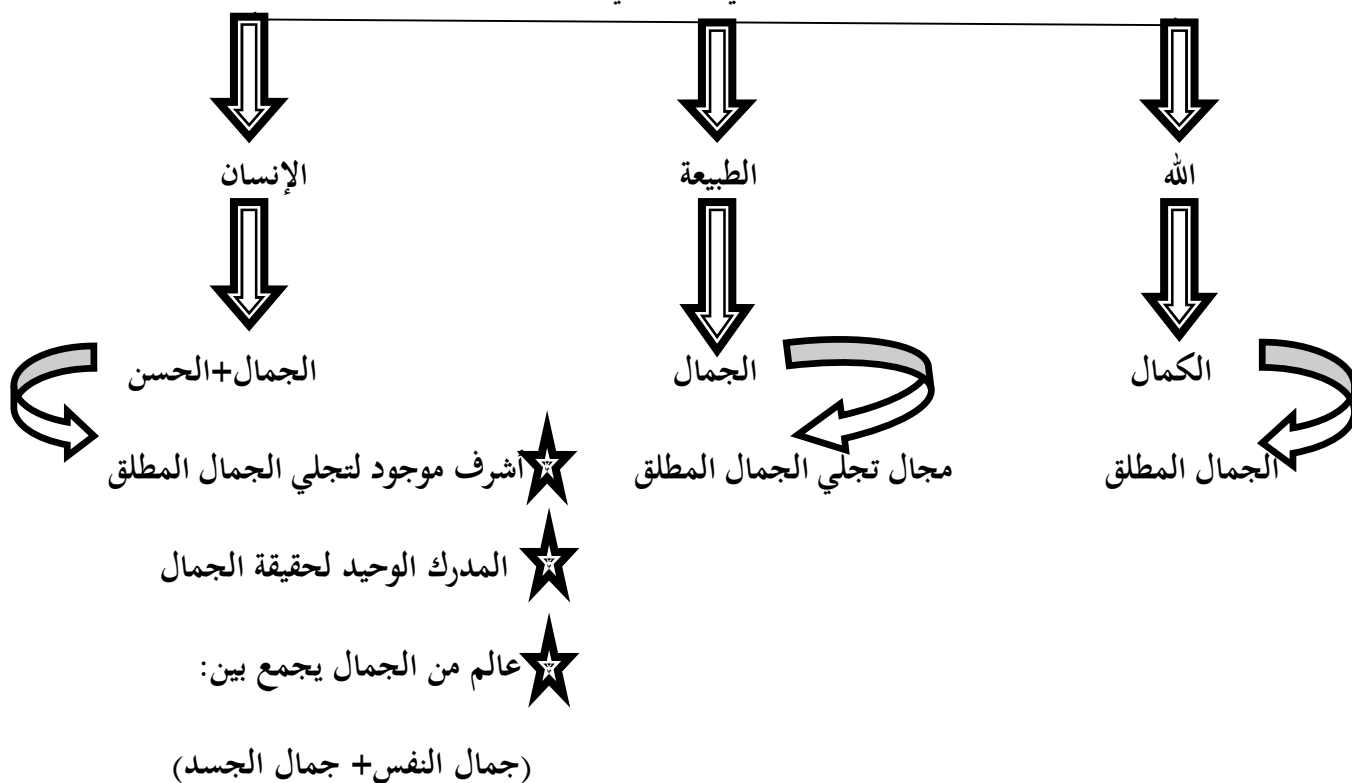 الله
الطبيعة
الإنسان
الكمال
الجمال
الجمال+الحسن
الجمال المطلق
مجال تجلي الجمال المطلق
أشرف موجود لتجلي الجمال المطلق
المدرك الوحيد لحقيقة الجمال
عالم من الجمال يجمع بين:
(جمال النفس+ جمال الجسد)